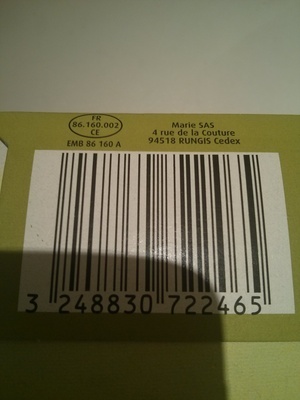 FR
86.160.002
CE
EMB 86 160 A
Marie SAS
4 rue de la Couture
94518 RUNGIS Cedex
3 248830 722465